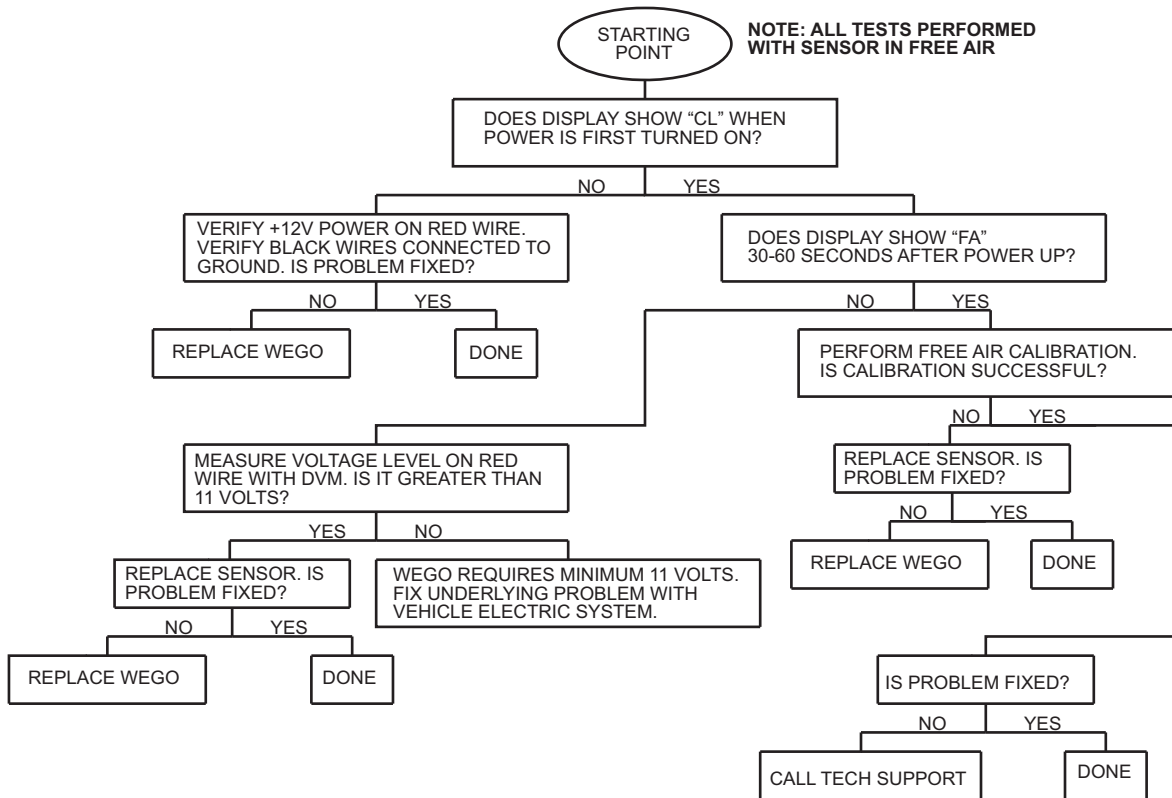 STARTING
POINT
NOTE: ALL TESTS PERFORMED
WITH SENSOR IN FREE AIR
DOES DISPLAY SHOW “CL” WHEN
POWER IS FIRST TURNED ON?
NO
YES
VERIFY +12V POWER ON RED WIRE.
VERIFY BLACK WIRES CONNECTED TO
GROUND. IS PROBLEM FIXED?
DOES DISPLAY SHOW “FA”
30-60 SECONDS AFTER POWER UP?
NO
YES
NO
YES
REPLACE WEGO
DONE
PERFORM FREE AIR CALIBRATION.
IS CALIBRATION SUCCESSFUL?
NO
YES
MEASURE VOLTAGE LEVEL ON RED
WIRE WITH DVM. IS IT GREATER THAN
11 VOLTS?
REPLACE SENSOR. IS
PROBLEM FIXED?
NO
YES
YES
NO
REPLACE WEGO
DONE
REPLACE SENSOR. IS
PROBLEM FIXED?
WEGO REQUIRES MINIMUM 11 VOLTS.
FIX UNDERLYING PROBLEM WITH
VEHICLE ELECTRIC SYSTEM.
NO
YES
REPLACE WEGO
DONE
IS PROBLEM FIXED?
NO
YES
CALL TECH SUPPORT
DONE